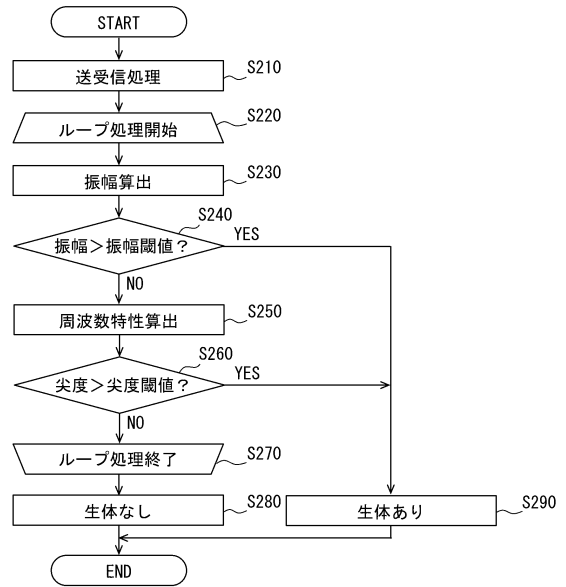 START
送受信処理
S210
ループ処理開始
S220
振幅算出
S230
S240
振幅>振幅閾値?
YES
NO
周波数特性算出
S250
S260
尖度>尖度閾値?
YES
NO
ループ処理終了
S270
生体なし
S280
生体あり
S290
END